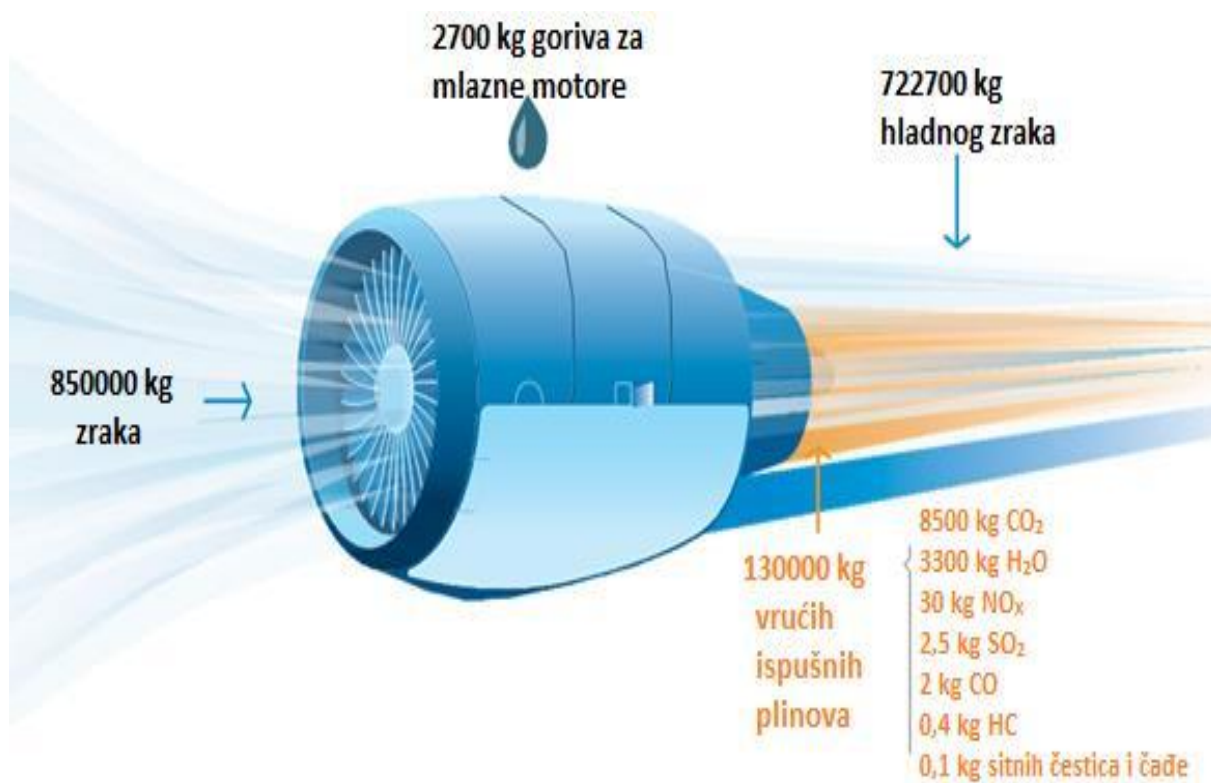 2700 kg goriva za
mlazne motore
722700 kg
hladnog zraka
850000 kg
zraka
130000 kg
vrućih
ispušnih
plinova
8500 kg CO₂
3300 kg H₂O
30 kg NOₓ
2,5 kg SO₂
2 kg CO
0,4 kg HC
0,1 kg sitnih čestica i čađe